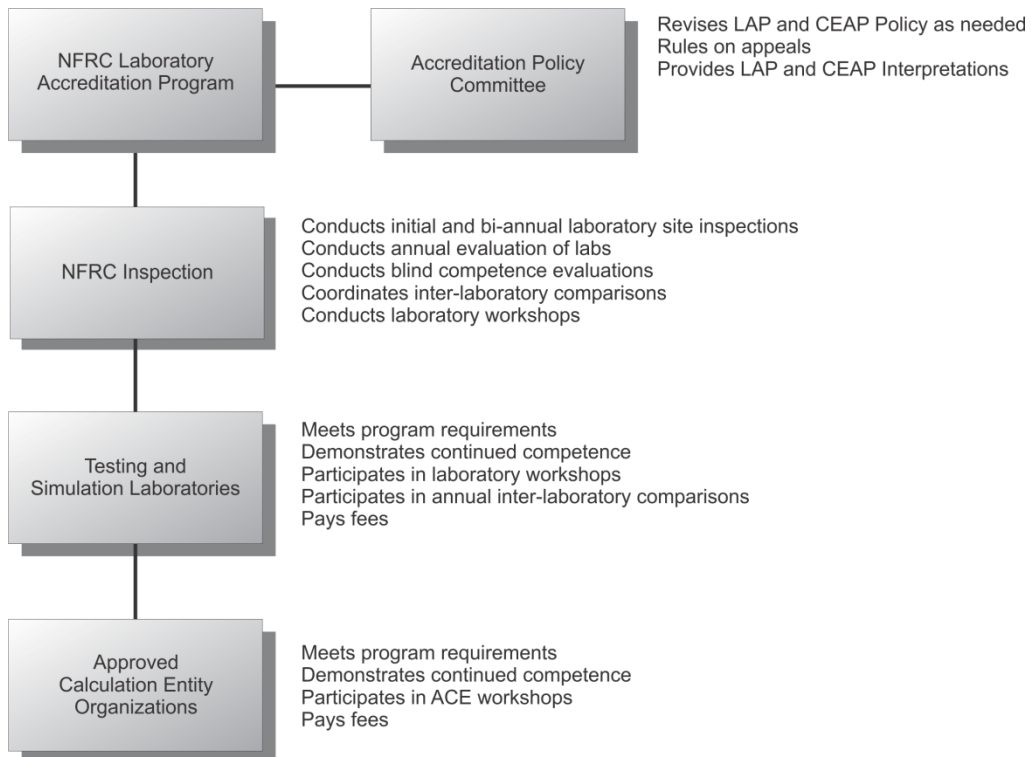 NFRC Laboratory
Accreditation Program
Accreditation Policy
Committee
Revises LAP and CEAP Policy as needed
Rules on appeals
Provides LAP and CEAP Interpretations
NFRC Inspection
Conducts initial and bi-annual laboratory site inspections
Conducts annual evaluation of labs
Conducts blind competence evaluations
Coordinates inter-laboratory comparisons
Conducts laboratory workshops
Testing and
Simulation Laboratories
Meets program requirements
Demonstrates continued competence
Participates in laboratory workshops
Participates in annual inter-laboratory comparisons
Pays fees
Approved
Calculation Entity
Organizations
Meets program requirements
Demonstrates continued competence
Participates in ACE workshops
Pays fees